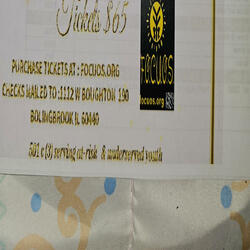 Tickets $65
PURCHASE TICKETS AT : FOCUOS.ORG
CHECKS MAILED TO :1112 W BOUGHTON 190
BOLINGBROOK IL 60440
501 c (3) serving at-risk & underserved youth
FOCUOS
focuos.org